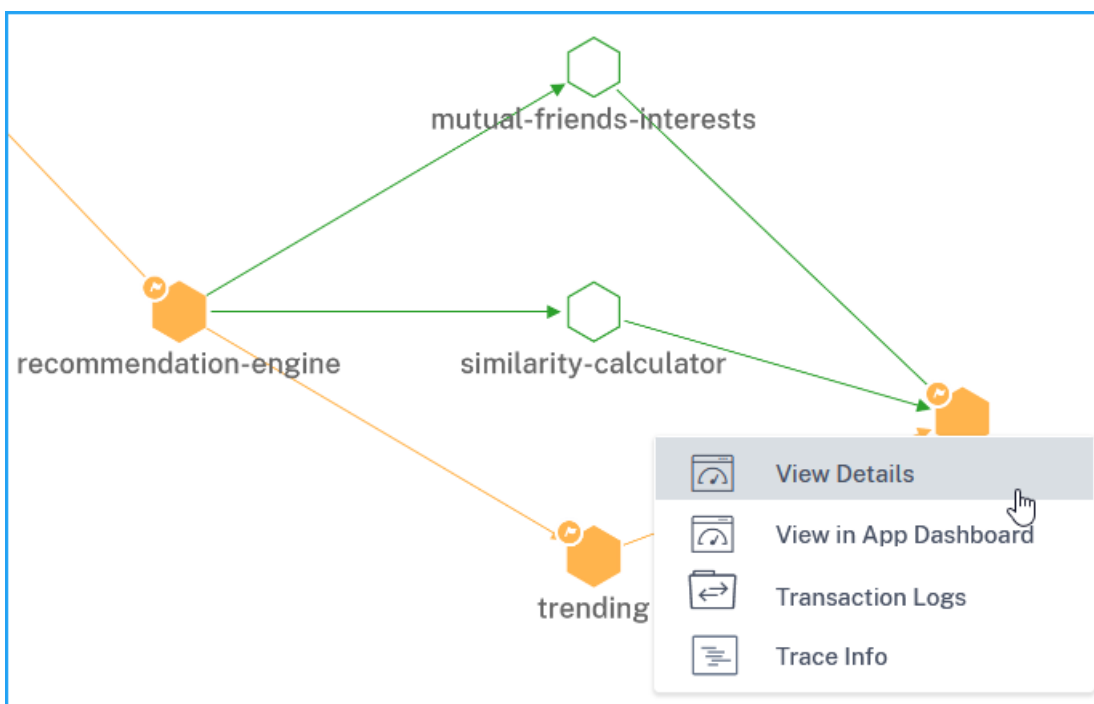 mutual-friends-interests
recommendation-engine
similarity-calculator
trending
View Details
View in App Dashboard
Transaction Logs
Trace Info